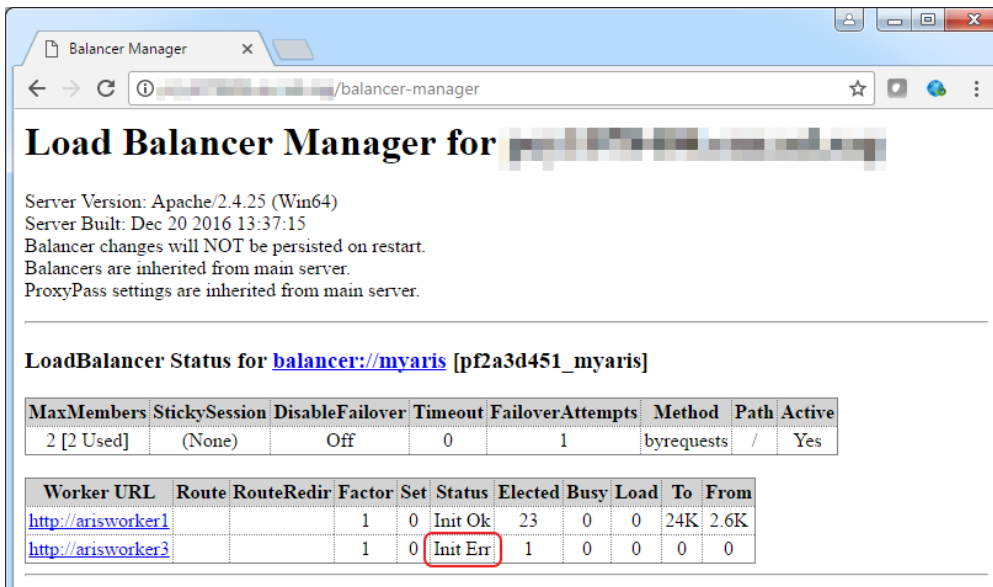 Balancer Manager
/balancer-manager
Load Balancer Manager for
Server Version: Apache/2.4.25 (Win64)
Server Built: Dec 20 2016 13:37:15
Balancer changes will NOT be persisted on restart.
Balancers are inherited from main server.
ProxyPass settings are inherited from main server.
LoadBalancer Status for balancer://myaris [pf2a3d451_myaris]
MaxMembers StickySession DisableFailover Timeout FailoverAttempts Method Path Active
2 [2 Used] (None) Off 0 1 byrequests / Yes
Worker URL Route RouteRedir Factor Set Status Elected Busy Load To From
http://arisworker1 1 0 Init Ok 23 0 0 24K 2.6K
http://arisworker3 1 0 Init Err 1 0 0 0 0